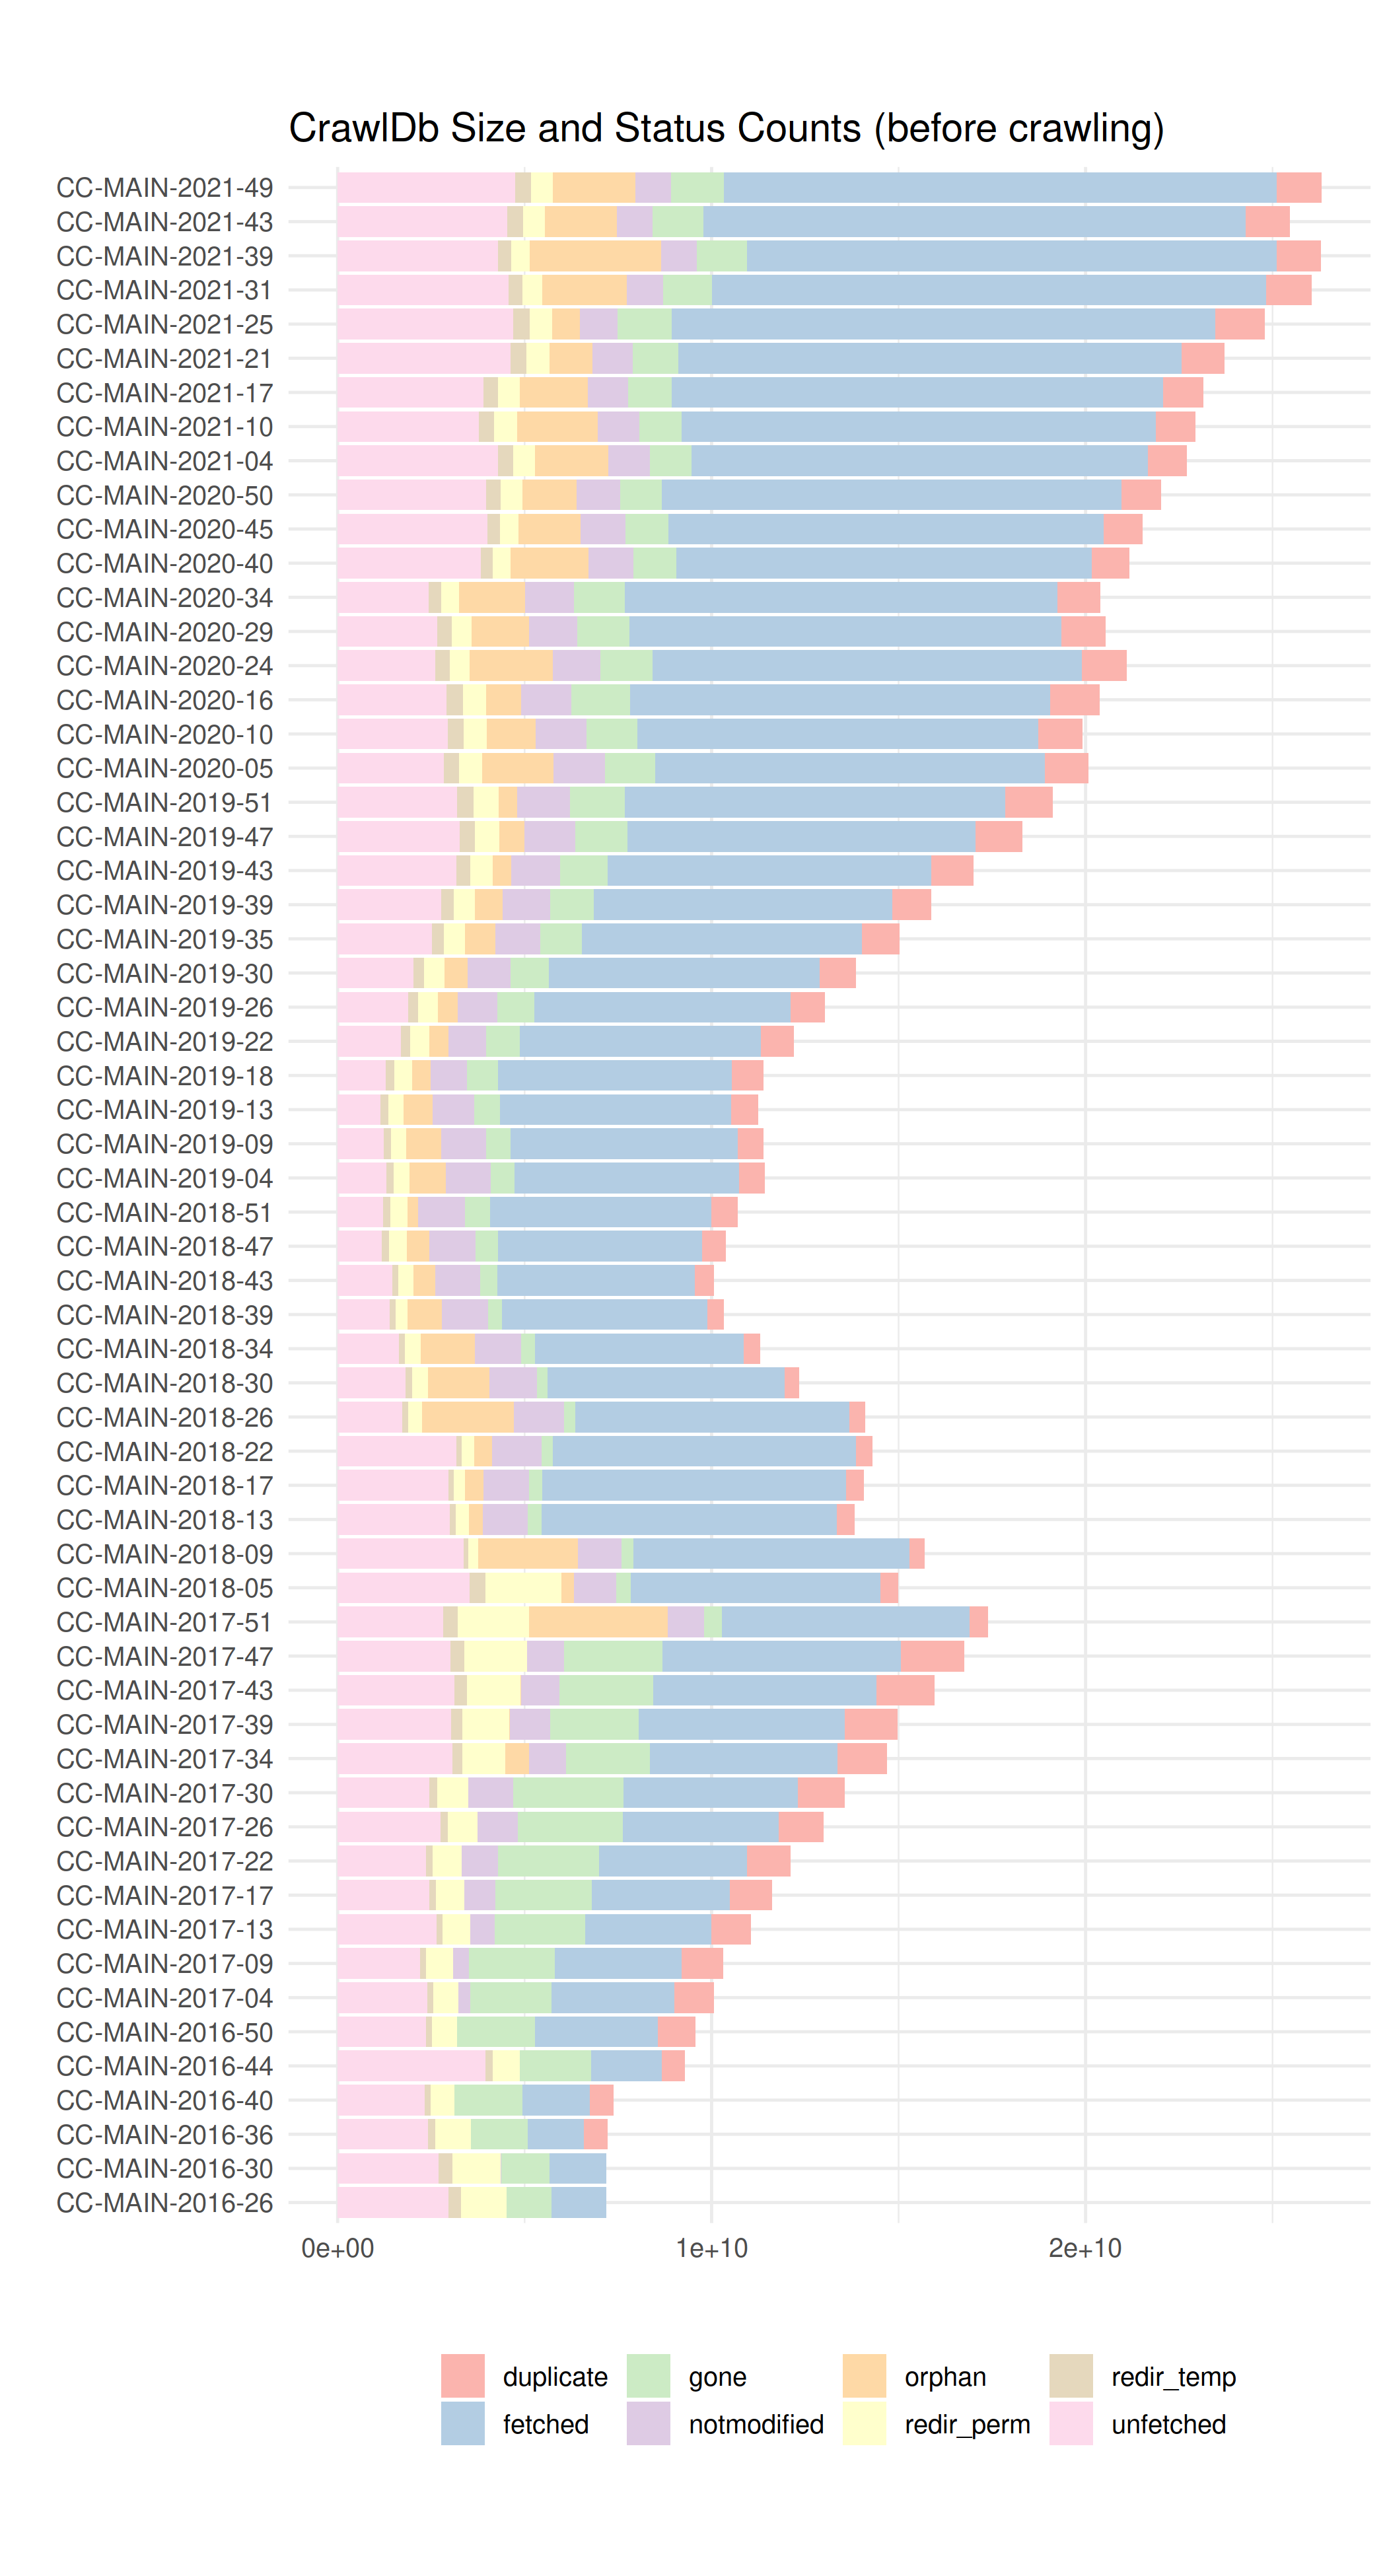 CrawlDb Size and Status Counts (before crawling)
CC-MAIN-2021-49
CC-MAIN-2021-43
CC-MAIN-2021-39
CC-MAIN-2021-31
CC-MAIN-2021-25
CC-MAIN-2021-21
CC-MAIN-2021-17
CC-MAIN-2021-10
CC-MAIN-2021-04
CC-MAIN-2020-50
CC-MAIN-2020-45
CC-MAIN-2020-40
CC-MAIN-2020-34
CC-MAIN-2020-29
CC-MAIN-2020-24
CC-MAIN-2020-16
CC-MAIN-2020-10
CC-MAIN-2020-05
CC-MAIN-2019-51
CC-MAIN-2019-47
CC-MAIN-2019-43
CC-MAIN-2019-39
CC-MAIN-2019-35
CC-MAIN-2019-30
CC-MAIN-2019-26
CC-MAIN-2019-22
CC-MAIN-2019-18
CC-MAIN-2019-13
CC-MAIN-2019-09
CC-MAIN-2019-04
CC-MAIN-2018-51
CC-MAIN-2018-47
CC-MAIN-2018-43
CC-MAIN-2018-39
CC-MAIN-2018-34
CC-MAIN-2018-30
CC-MAIN-2018-26
CC-MAIN-2018-22
CC-MAIN-2018-17
CC-MAIN-2018-13
CC-MAIN-2018-09
CC-MAIN-2018-05
CC-MAIN-2017-51
CC-MAIN-2017-47
CC-MAIN-2017-43
CC-MAIN-2017-39
CC-MAIN-2017-34
CC-MAIN-2017-30
CC-MAIN-2017-26
CC-MAIN-2017-22
CC-MAIN-2017-17
CC-MAIN-2017-13
CC-MAIN-2017-09
CC-MAIN-2017-04
CC-MAIN-2016-50
CC-MAIN-2016-44
CC-MAIN-2016-40
CC-MAIN-2016-36
CC-MAIN-2016-30
CC-MAIN-2016-26
0e+00 1e+10 2e+10
duplicate gone orphan redir_temp
fetched notmodified redir_perm unfetched